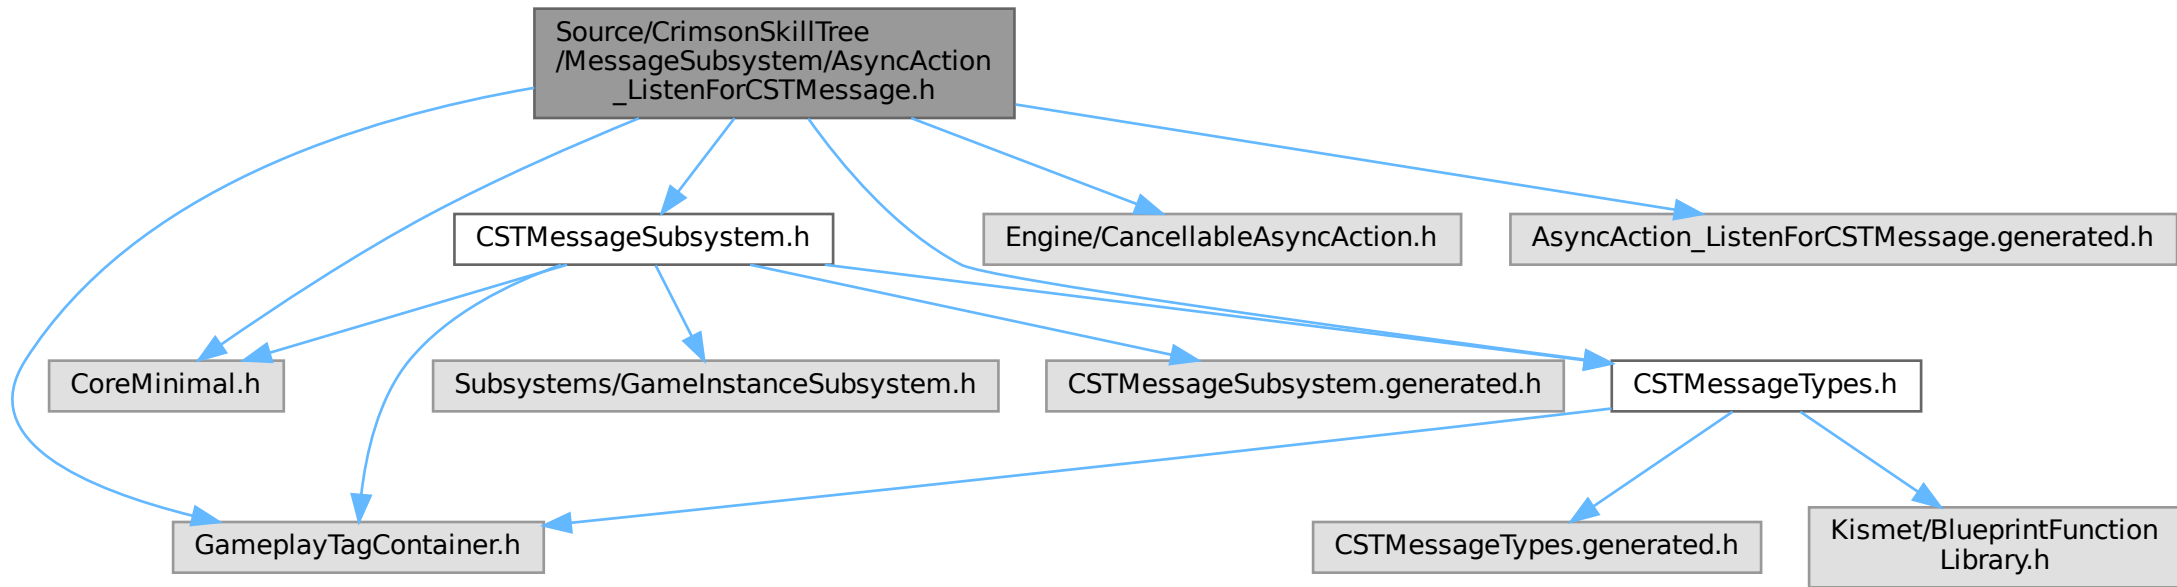 Source/CrimsonSkillTree
/MessageSubsystem/AsyncAction
_ListenForCSTMessage.h
CSTMessageSubsystem.h
Engine/CancellableAsyncAction.h
AsyncAction_ListenForCSTMessage.generated.h
CoreMinimal.h
Subsystems/GameInstanceSubsystem.h
CSTMessageSubsystem.generated.h
CSTMessageTypes.h
GameplayTagContainer.h
CSTMessageTypes.generated.h
Kismet/BlueprintFunction
Library.h